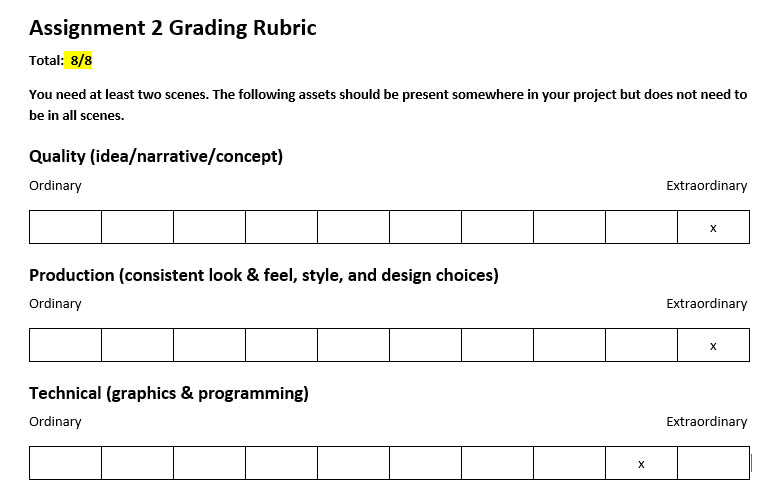 Assignment 2 Grading Rubric
Total: 8/8
You need at least two scenes. The following assets should be present somewhere in your project but does not need to
be in all scenes.
Quality (idea/narrative/concept)
Ordinary Extraordinary
x
Production (consistent look & feel, style, and design choices)
Ordinary Extraordinary
x
Technical (graphics & programming)
Ordinary Extraordinary
x